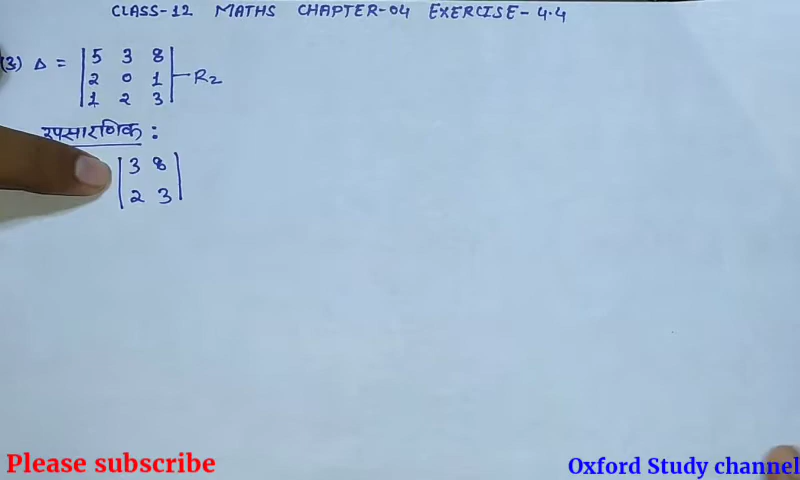 CLASS-12 MATHS CHAPTER-04 EXERCISE-4.4
(3) Δ = |5 3 8|
|2 0 1| — R2
|1 2 3|
उपसारणिक :
|3 8|
|2 3|
Please subscribe
Oxford Study channel